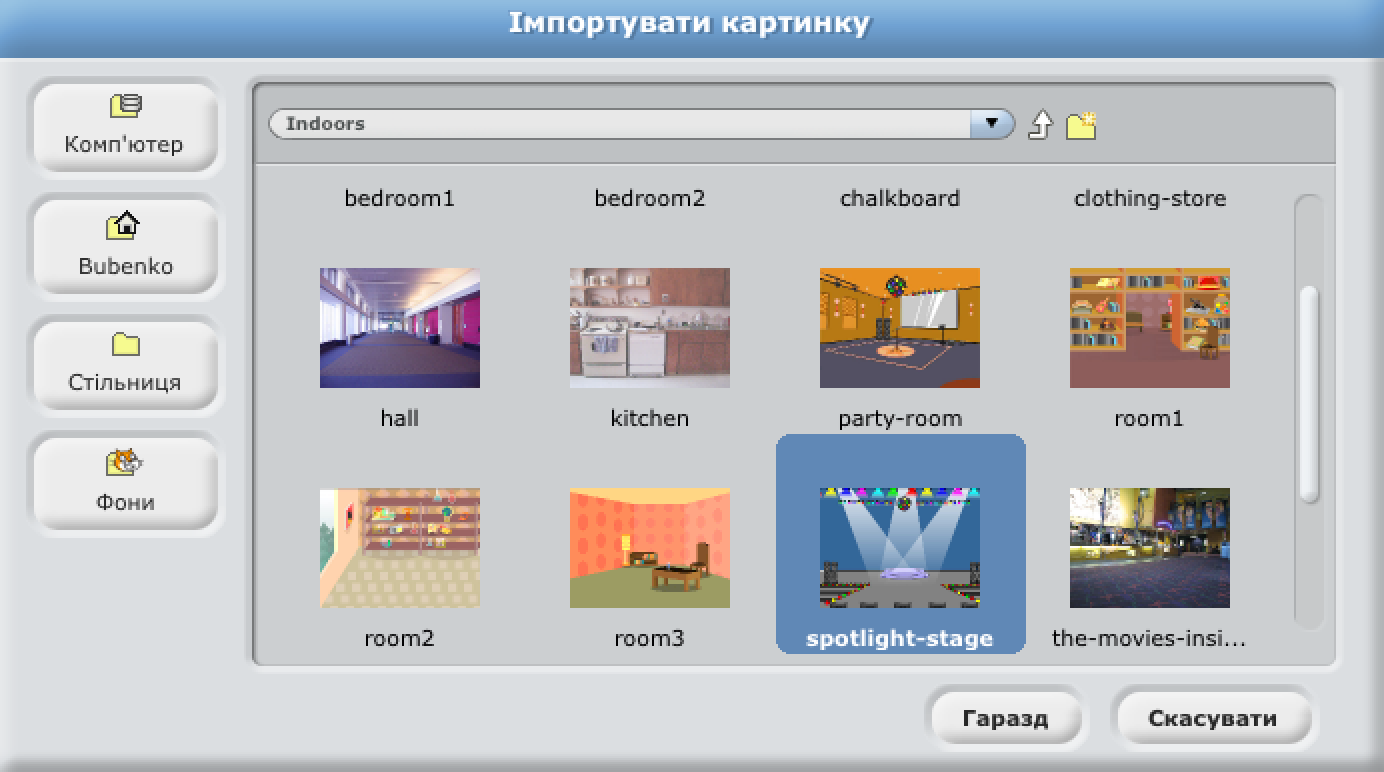 Імпортувати картинку
Комп'ютер
Bubenko
Стільниця
Фони
Indoors
bedroom1
bedroom2
chalkboard
clothing-store
hall
kitchen
party-room
room1
room2
room3
spotlight-stage
the-movies-insi...
Гаразд
Скасувати